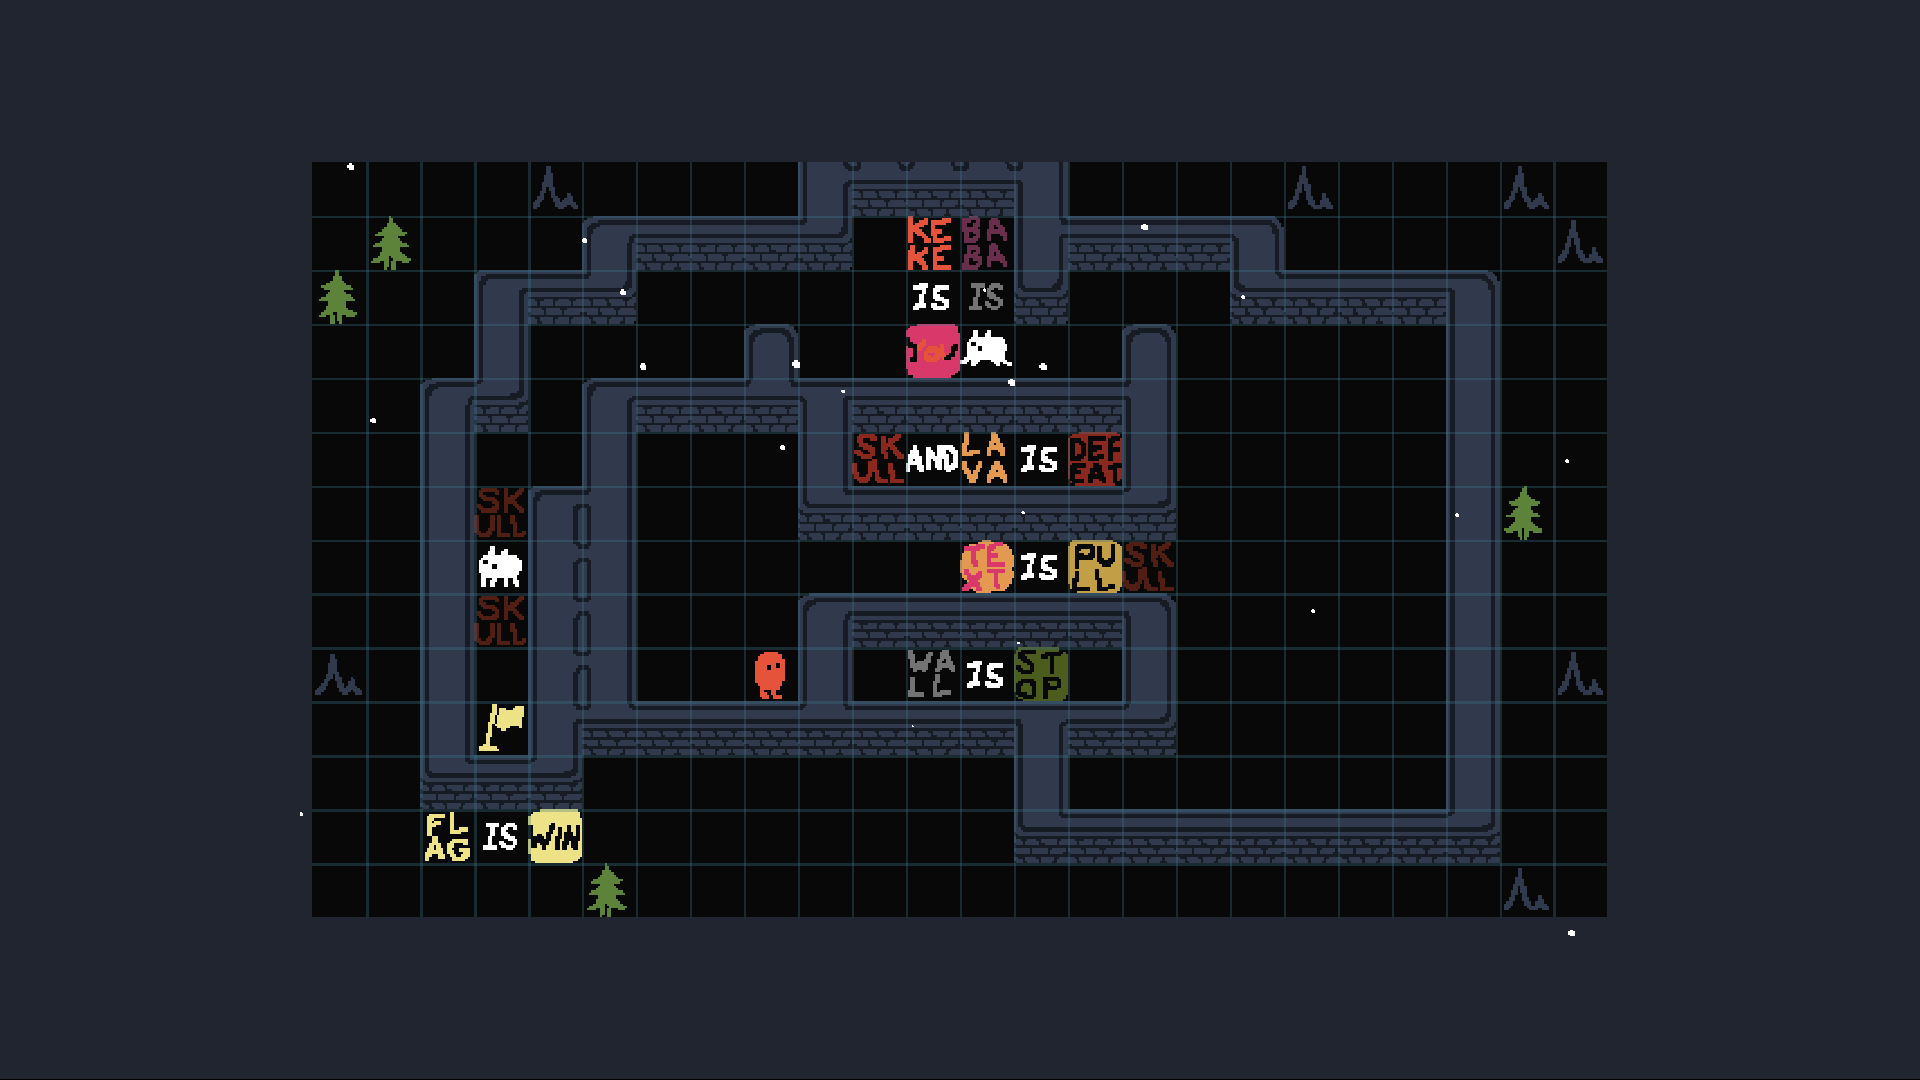 KEKE BABA
IS IS
YOU
SKULL AND LAVA IS DEFEAT
SKULL
TEXT IS PULL SKULL
SKULL
WALL IS STOP
FLAG IS WIN